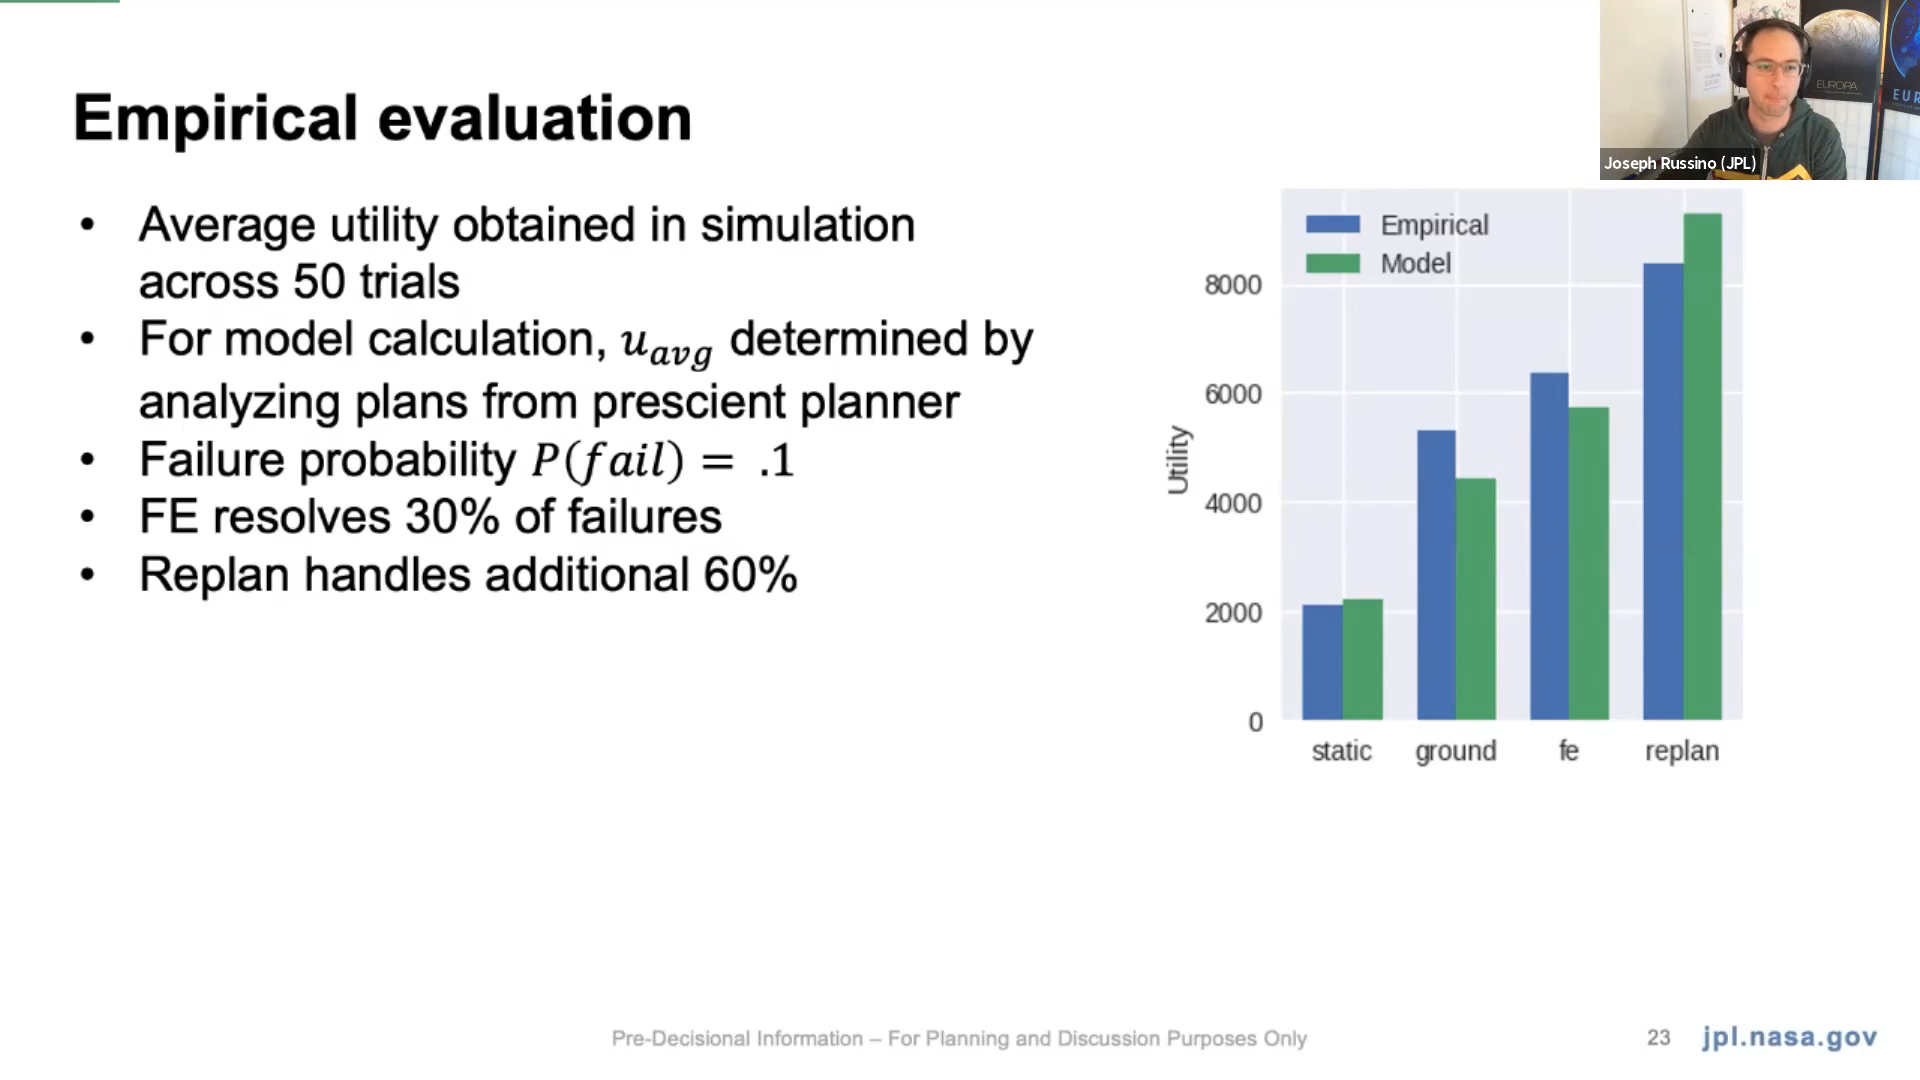 EUROPA
EUR
Joseph Russino (JPL)
Empirical evaluation
• Average utility obtained in simulation
across 50 trials
• For model calculation, u_avg determined by
analyzing plans from prescient planner
• Failure probability P(fail) = .1
• FE resolves 30% of failures
• Replan handles additional 60%
Empirical
Model
8000
6000
4000
2000
0
Utility
static ground fe replan
Pre-Decisional Information – For Planning and Discussion Purposes Only
23 jpl.nasa.gov